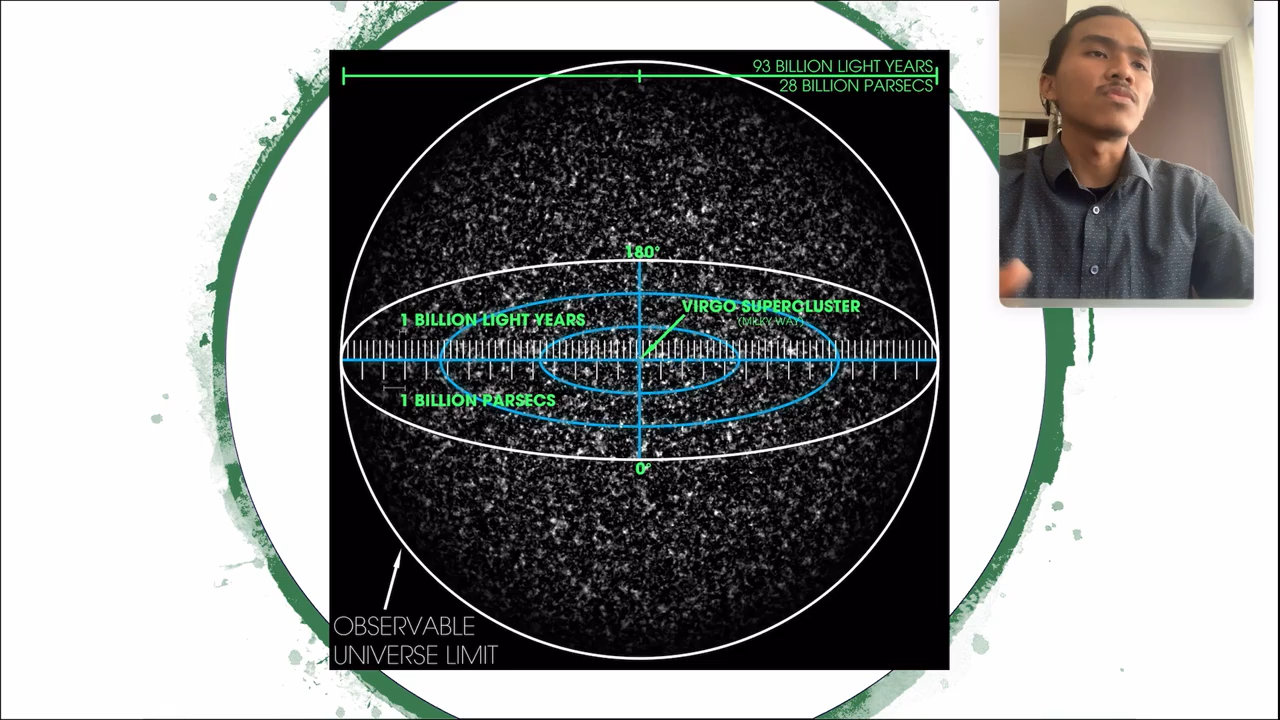 93 BILLION LIGHT YEARS
28 BILLION PARSECS
180°
VIRGO SUPERCLUSTER
(MILKY WAY)
1 BILLION LIGHT YEARS
1 BILLION PARSECS
0°
OBSERVABLE
UNIVERSE LIMIT